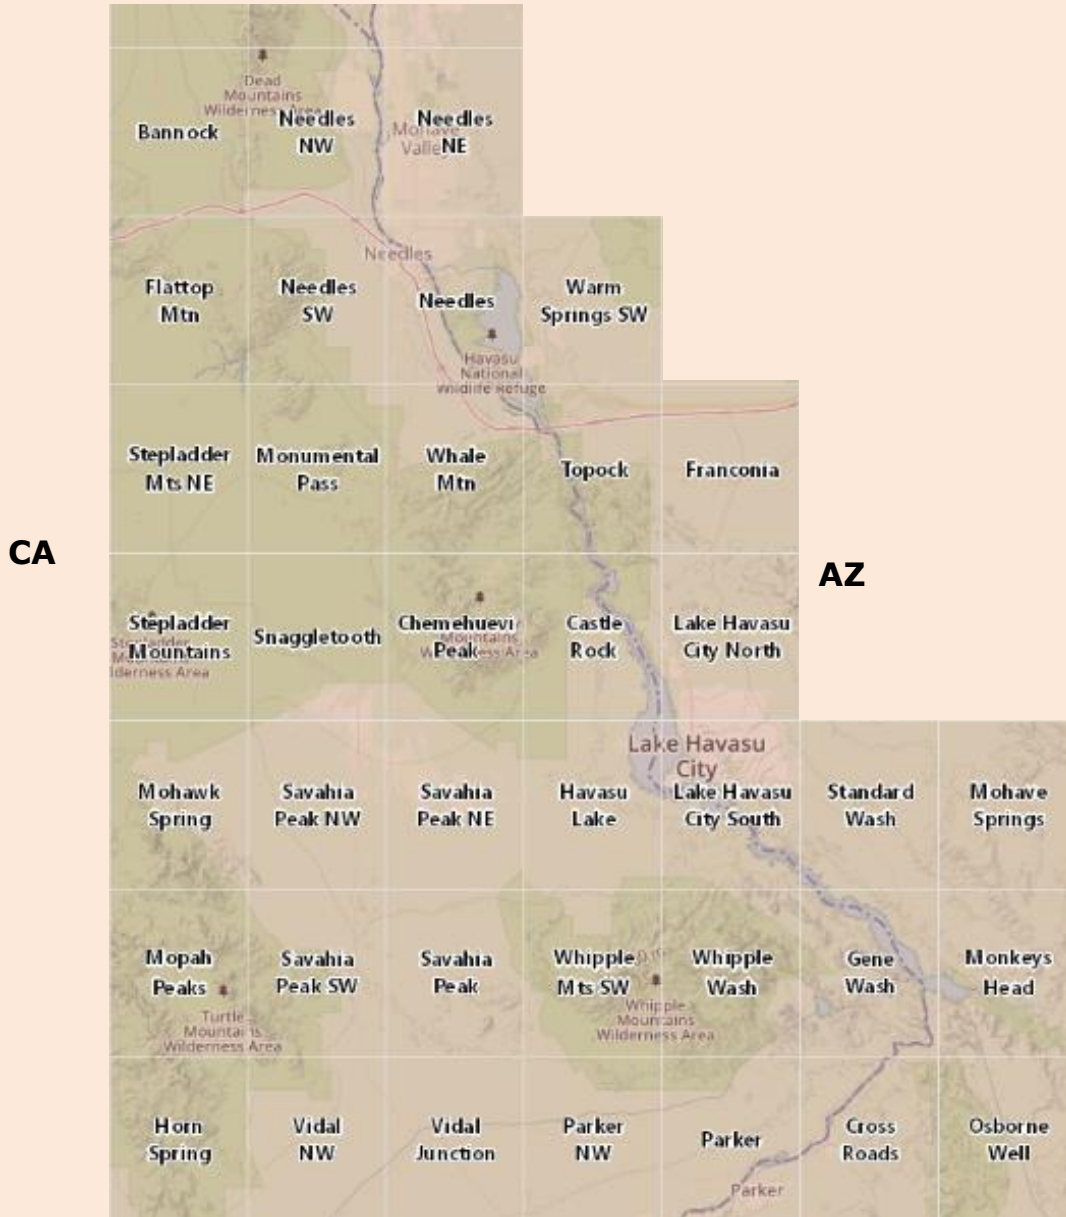 Dead
Mountains
Wilderness Area
Bannock
Needles
NW
Mohave
Valley
Needles
NE
Needles
Flattop
Mtn
Needles
SW
Needles
Warm
Springs SW
Havasu
National
Wildlife Refuge
Stepladder
Mts NE
Monumental
Pass
Whale
Mtn
Topock
Franconia
CA
AZ
Stepladder
Mountains
Stepladder
Mountains
Wilderness Area
Snaggletooth
Chemehuevi
Peak
Mountains
Wilderness Area
Castle
Rock
Lake Havasu
City North
Lake Havasu
City
Mohawk
Spring
Savahia
Peak NW
Savahia
Peak NE
Havasu
Lake
Lake Havasu
City South
Standard
Wash
Mohave
Springs
Mopah
Peaks
Savahia
Peak SW
Savahia
Peak
Whipple
Mts SW
Whipple
Wash
Gene
Wash
Monkeys
Head
Turtle
Mountains
Wilderness Area
Whipple
Mountains
Wilderness Area
Horn
Spring
Vidal
NW
Vidal
Junction
Parker
NW
Parker
Cross
Roads
Osborne
Well
Parker